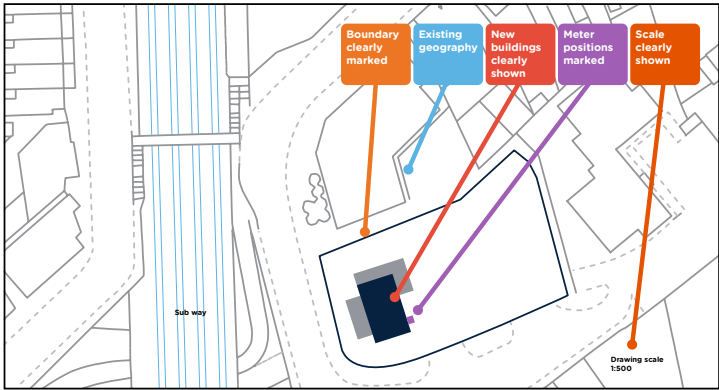 Boundary
clearly
marked
Existing
geography
New
buildings
clearly
shown
Meter
positions
marked
Scale
clearly
shown
Sub way
Drawing scale
1:500